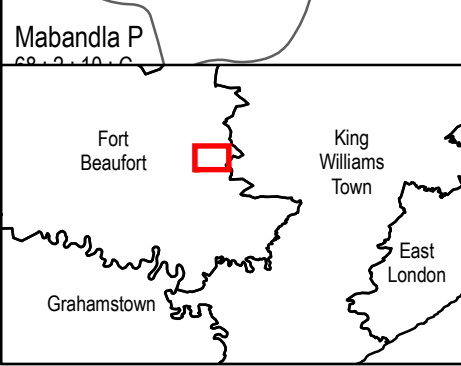 Mabandla P
Fort
Beaufort
King
Williams
Town
East
London
Grahamstown